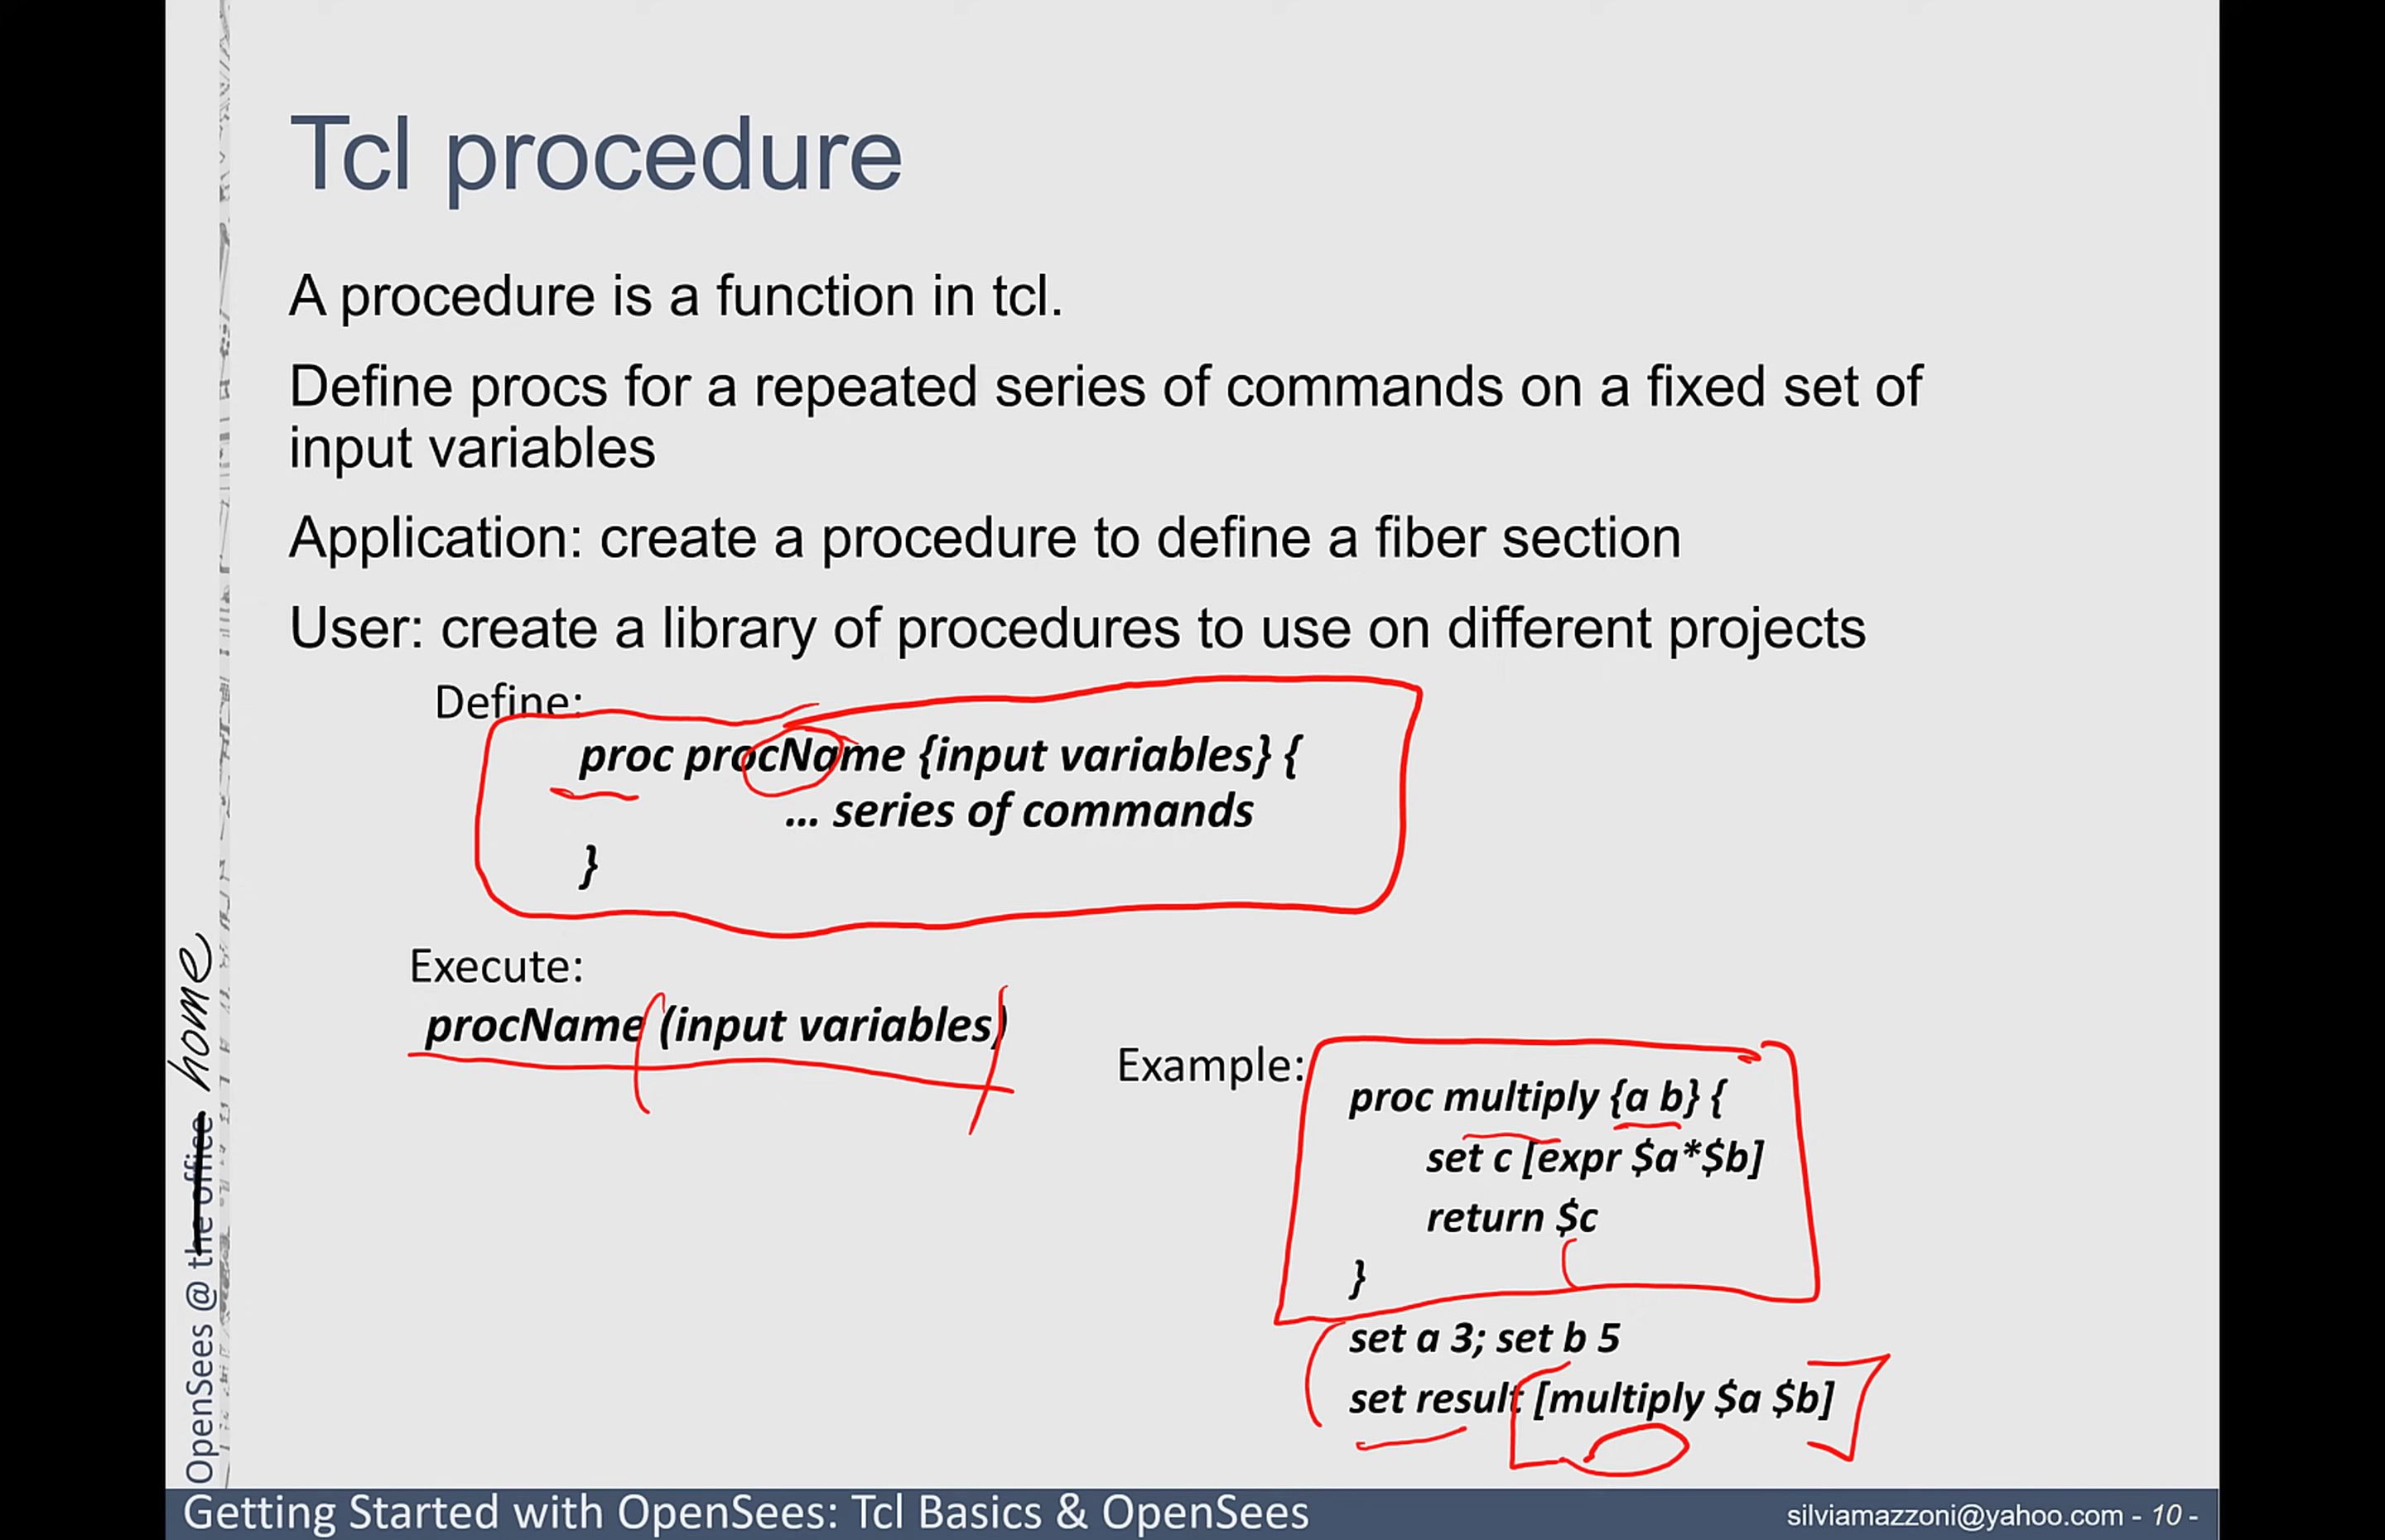 Tcl procedure
A procedure is a function in tcl.
Define procs for a repeated series of commands on a fixed set of
input variables
Application: create a procedure to define a fiber section
User: create a library of procedures to use on different projects
Define:
proc procName {input variables} {
... series of commands
}
Execute:
procName (input variables)
Example:
proc multiply {a b} {
set c [expr $a*$b]
return $c
}
set a 3; set b 5
set result [multiply $a $b]
OpenSees @ the office home
Getting Started with OpenSees: Tcl Basics & OpenSees
silviamazzoni@yahoo.com - 10 -